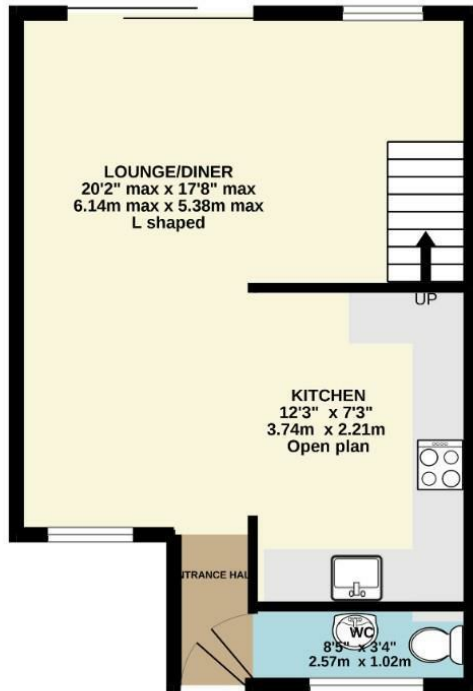 LOUNGE/DINER
20'2" max x 17'8" max
6.14m max x 5.38m max
L shaped
UP
KITCHEN
12'3" x 7'3"
3.74m x 2.21m
Open plan
NTRANCE HAL
WC
8'5" x 3'4"
2.57m x 1.02m